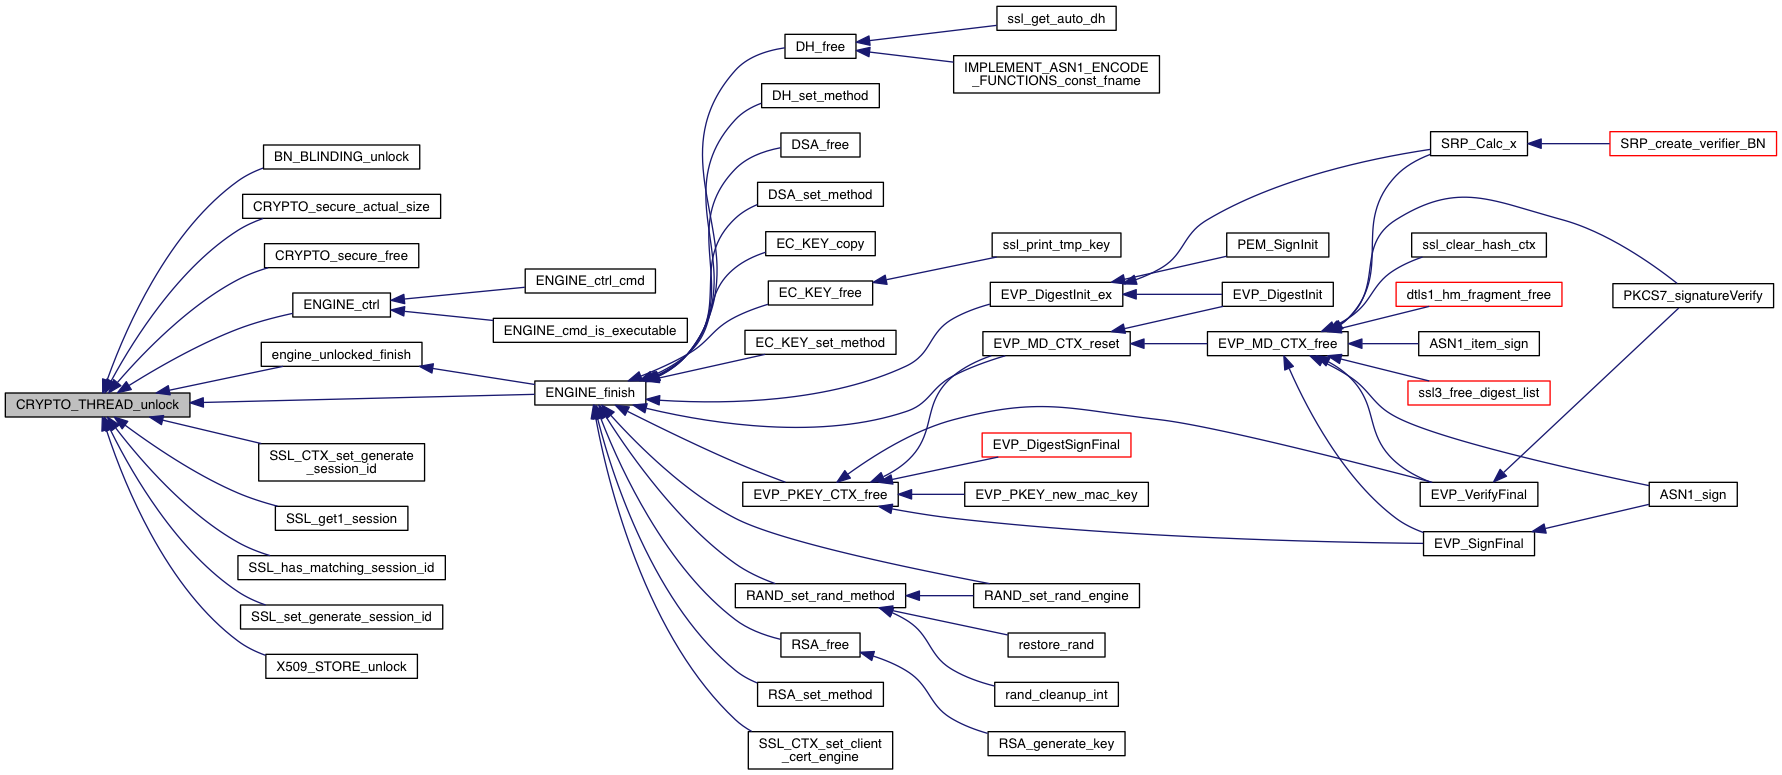 ssl_get_auto_dh
DH_free
IMPLEMENT_ASN1_ENCODE
_FUNCTIONS_const_fname
DH_set_method
DSA_free
SRP_Calc_x
SRP_create_verifier_BN
BN_BLINDING_unlock
DSA_set_method
CRYPTO_secure_actual_size
EC_KEY_copy
ssl_print_tmp_key
PEM_SignInit
ssl_clear_hash_ctx
CRYPTO_secure_free
ENGINE_ctrl_cmd
EC_KEY_free
EVP_DigestInit_ex
EVP_DigestInit
dtls1_hm_fragment_free
PKCS7_signatureVerify
ENGINE_ctrl
ENGINE_cmd_is_executable
EC_KEY_set_method
EVP_MD_CTX_reset
EVP_MD_CTX_free
ASN1_item_sign
engine_unlocked_finish
ENGINE_finish
ssl3_free_digest_list
CRYPTO_THREAD_unlock
EVP_DigestSignFinal
SSL_CTX_set_generate
_session_id
EVP_PKEY_CTX_free
EVP_PKEY_new_mac_key
EVP_VerifyFinal
ASN1_sign
SSL_get1_session
EVP_SignFinal
SSL_has_matching_session_id
RAND_set_rand_method
RAND_set_rand_engine
SSL_set_generate_session_id
RSA_free
restore_rand
X509_STORE_unlock
RSA_set_method
rand_cleanup_int
SSL_CTX_set_client
_cert_engine
RSA_generate_key